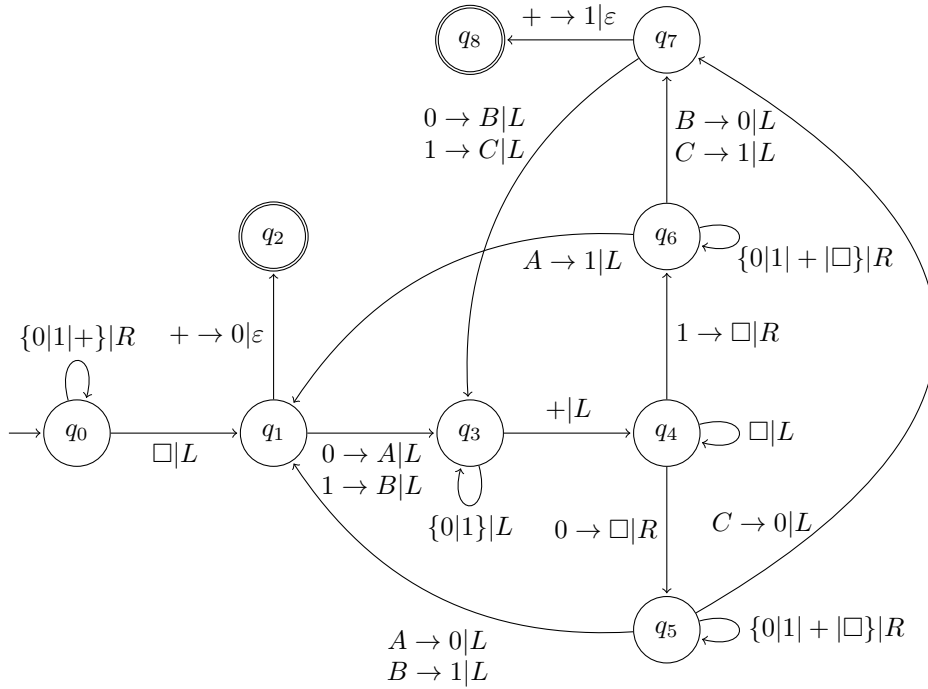 + → 1|ε
q₈
q₇
0 → B|L
1 → C|L
B → 0|L
C → 1|L
q₂
q₆
A → 1|L
{0|1| + |□}|R
{0|1|+}|R
+ → 0|ε
1 → □|R
+|L
q₀
q₁
q₃
q₄
□|L
□|L
0 → A|L
1 → B|L
{0|1}|L
0 → □|R
C → 0|L
q₅
{0|1| + |□}|R
A → 0|L
B → 1|L